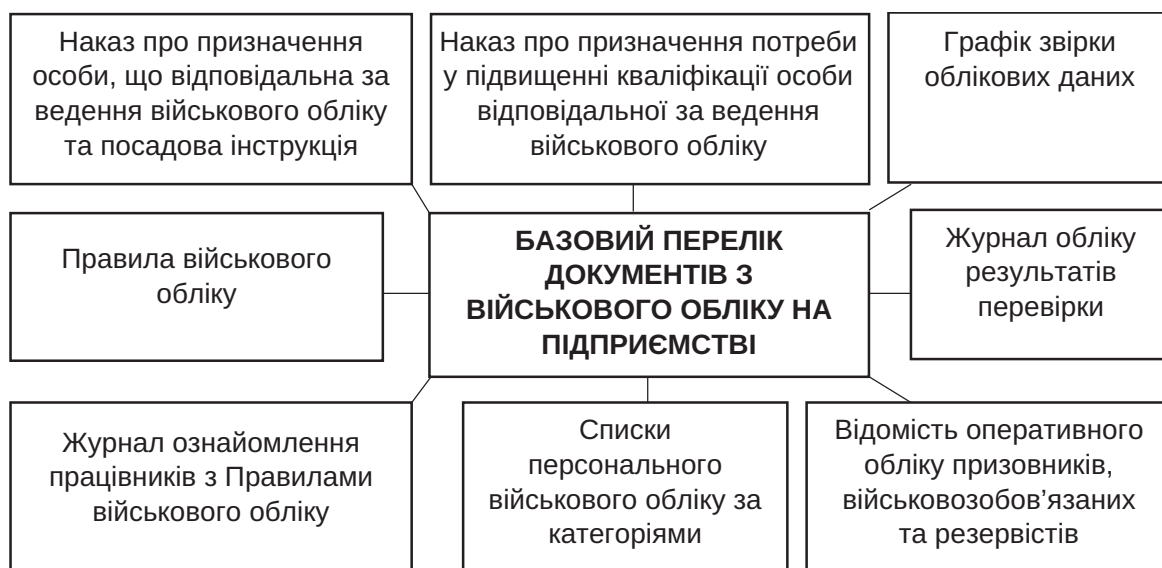 Наказ про призначення
особи, що відповідальна за
ведення військового обліку
та посадова інструкція
Наказ про призначення потреби
у підвищенні кваліфікації особи
відповідальної за ведення
військового обліку
Графік звірки
облікових даних
Правила військового
обліку
БАЗОВИЙ ПЕРЕЛІК
ДОКУМЕНТІВ З
ВІЙСЬКОВОГО ОБЛІКУ НА
ПІДПРИЄМСТВІ
Журнал обліку
результатів
перевірки
Журнал ознайомлення
працівників з Правилами
військового обліку
Списки
персонального
військового обліку за
категоріями
Відомість оперативного
обліку призовників,
військовозобов’язаних
та резервістів